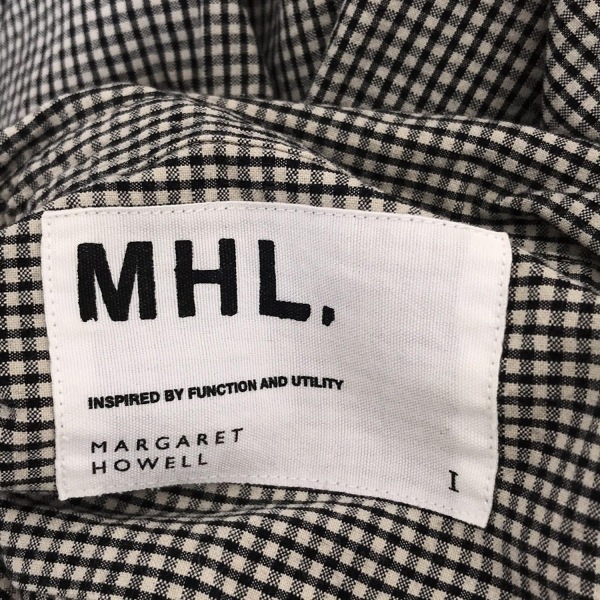 MHL.
INSPIRED BY FUNCTION AND UTILITY
MARGARET
HOWELL
I